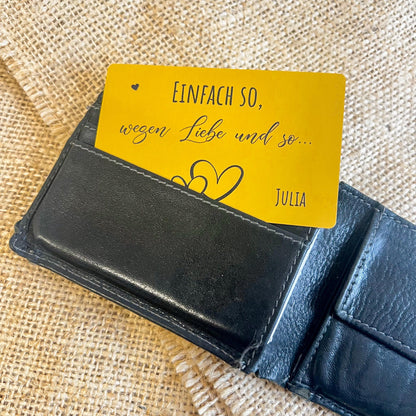 Einfach so,
wegen Liebe und so...
Julia